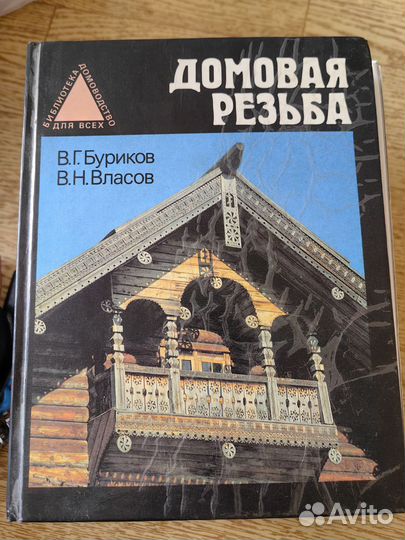 БИБЛИОТЕКА
ДОМОВОДСТВО
ДЛЯ ВСЕХ
ДОМОВАЯ
РЕЗЬБА
В.Г.Буриков
В.Н.Власов
Avito